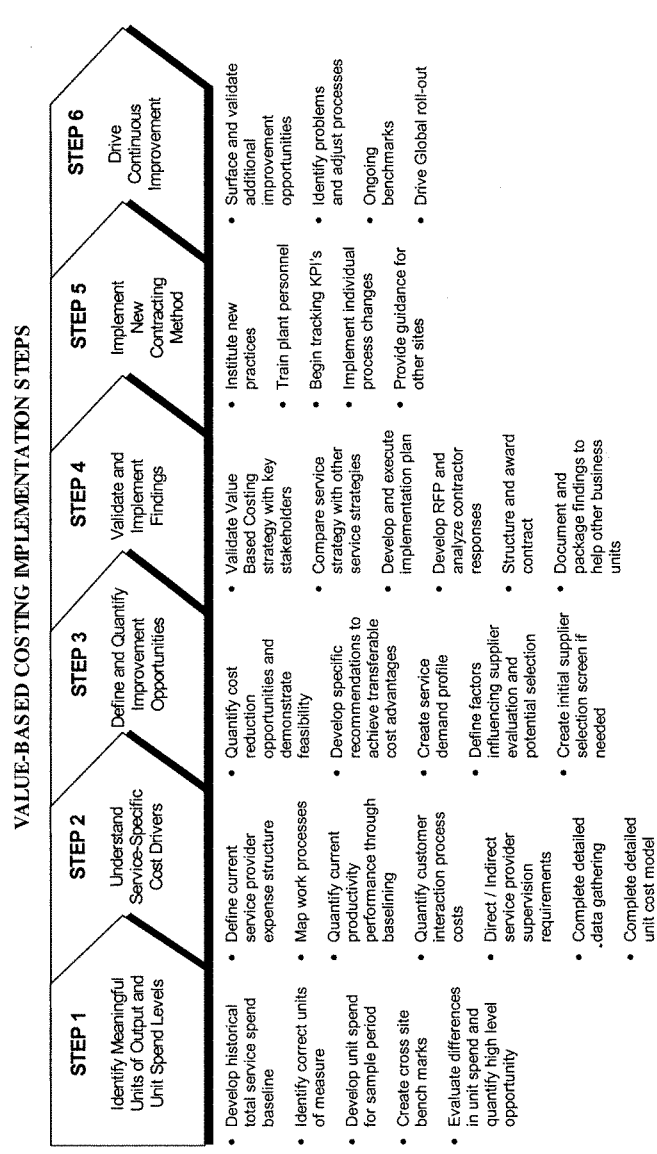 VALUE-BASED COSTING IMPLEMENTATION STEPS
STEP 1
Identify Meaningful
Units of Output and
Unit Spend Levels
• Develop historical
total service spend
baseline
• Identify correct units
of measure
• Develop unit spend
for sample period
• Create cross site
bench marks
• Evaluate differences
in unit spend and
quantify high level
opportunity
STEP 2
Understand
Service-Specific
Cost Drivers
• Define current
service provider
expense structure
• Map work processes
• Quantify current
productivity
performance through
baselining
• Quantify customer
interaction process
costs
• Direct / Indirect
service provider
supervision
requirements
• Complete detailed
data gathering
• Complete detailed
unit cost model
STEP 3
Define and Quantify
Improvement
Opportunities
• Quantify cost
reduction
opportunities and
demonstrate
feasibility
• Develop specific
recommendations to
achieve transferable
cost advantages
• Create service
demand profile
• Define factors
influencing supplier
evaluation and
potential selection
• Create initial supplier
selection screen if
needed
STEP 4
Validate and
Implement
Findings
• Validate Value
Based Costing
strategy with key
stakeholders
• Compare service
strategy with other
service strategies
• Develop and execute
implementation plan
• Develop RFP and
analyze contractor
responses
• Structure and award
contract
• Document and
package findings to
help other business
units
STEP 5
Implement
New
Contracting
Method
• Institute new
practices
• Train plant personnel
• Begin tracking KPI's
• Implement individual
process changes
• Provide guidance for
other sites
STEP 6
Drive
Continuous
Improvement
• Surface and validate
additional
improvement
opportunities
• Identify problems
and adjust processes
• Ongoing
benchmarks
• Drive Global roll-out